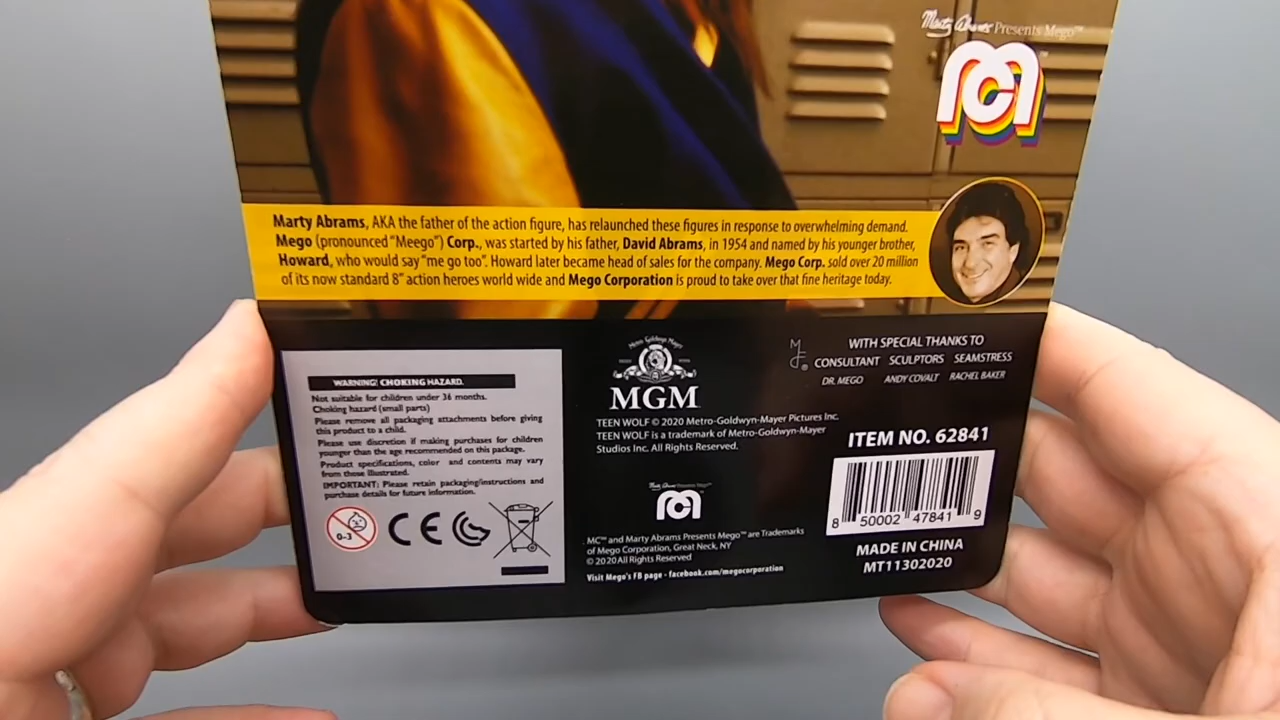 Marty Abrams Presents Mego™
Marty Abrams, AKA the father of the action figure, has relaunched these figures in response to overwhelming demand.
Mego (pronounced "Meego") Corp., was started by his father, David Abrams, in 1954 and named by his younger brother,
Howard, who would say "me go too". Howard later became head of sales for the company. Mego Corp. sold over 20 million
of its now standard 8" action heroes world wide and Mego Corporation is proud to take over that fine heritage today.
WARNING! CHOKING HAZARD.
Not suitable for children under 36 months.
Choking hazard (small parts)
Please remove all packaging attachments before giving
this product to a child.
Please use discretion if making purchases for children
younger than the age recommended on this package.
Product specifications, color and contents may vary
from those illustrated.
IMPORTANT: Please retain packaging/instructions and
purchase details for future information.
0-3
CE
Metro Goldwyn Mayer
MGM
TEEN WOLF © 2020 Metro-Goldwyn-Mayer Pictures Inc.
TEEN WOLF is a trademark of Metro-Goldwyn-Mayer
Studios Inc. All Rights Reserved.
Marty Abrams Presents Mego™
MC™ and Marty Abrams Presents Mego™ are Trademarks
of Mego Corporation, Great Neck, NY
© 2020 All Rights Reserved
Visit Mego's FB page - facebook.com/megocorporation
WITH SPECIAL THANKS TO
CONSULTANT SCULPTORS SEAMSTRESS
DR. MEGO ANDY COVALT RACHEL BAKER
ITEM NO. 62841
8 50002 47841 9
MADE IN CHINA
MT11302020